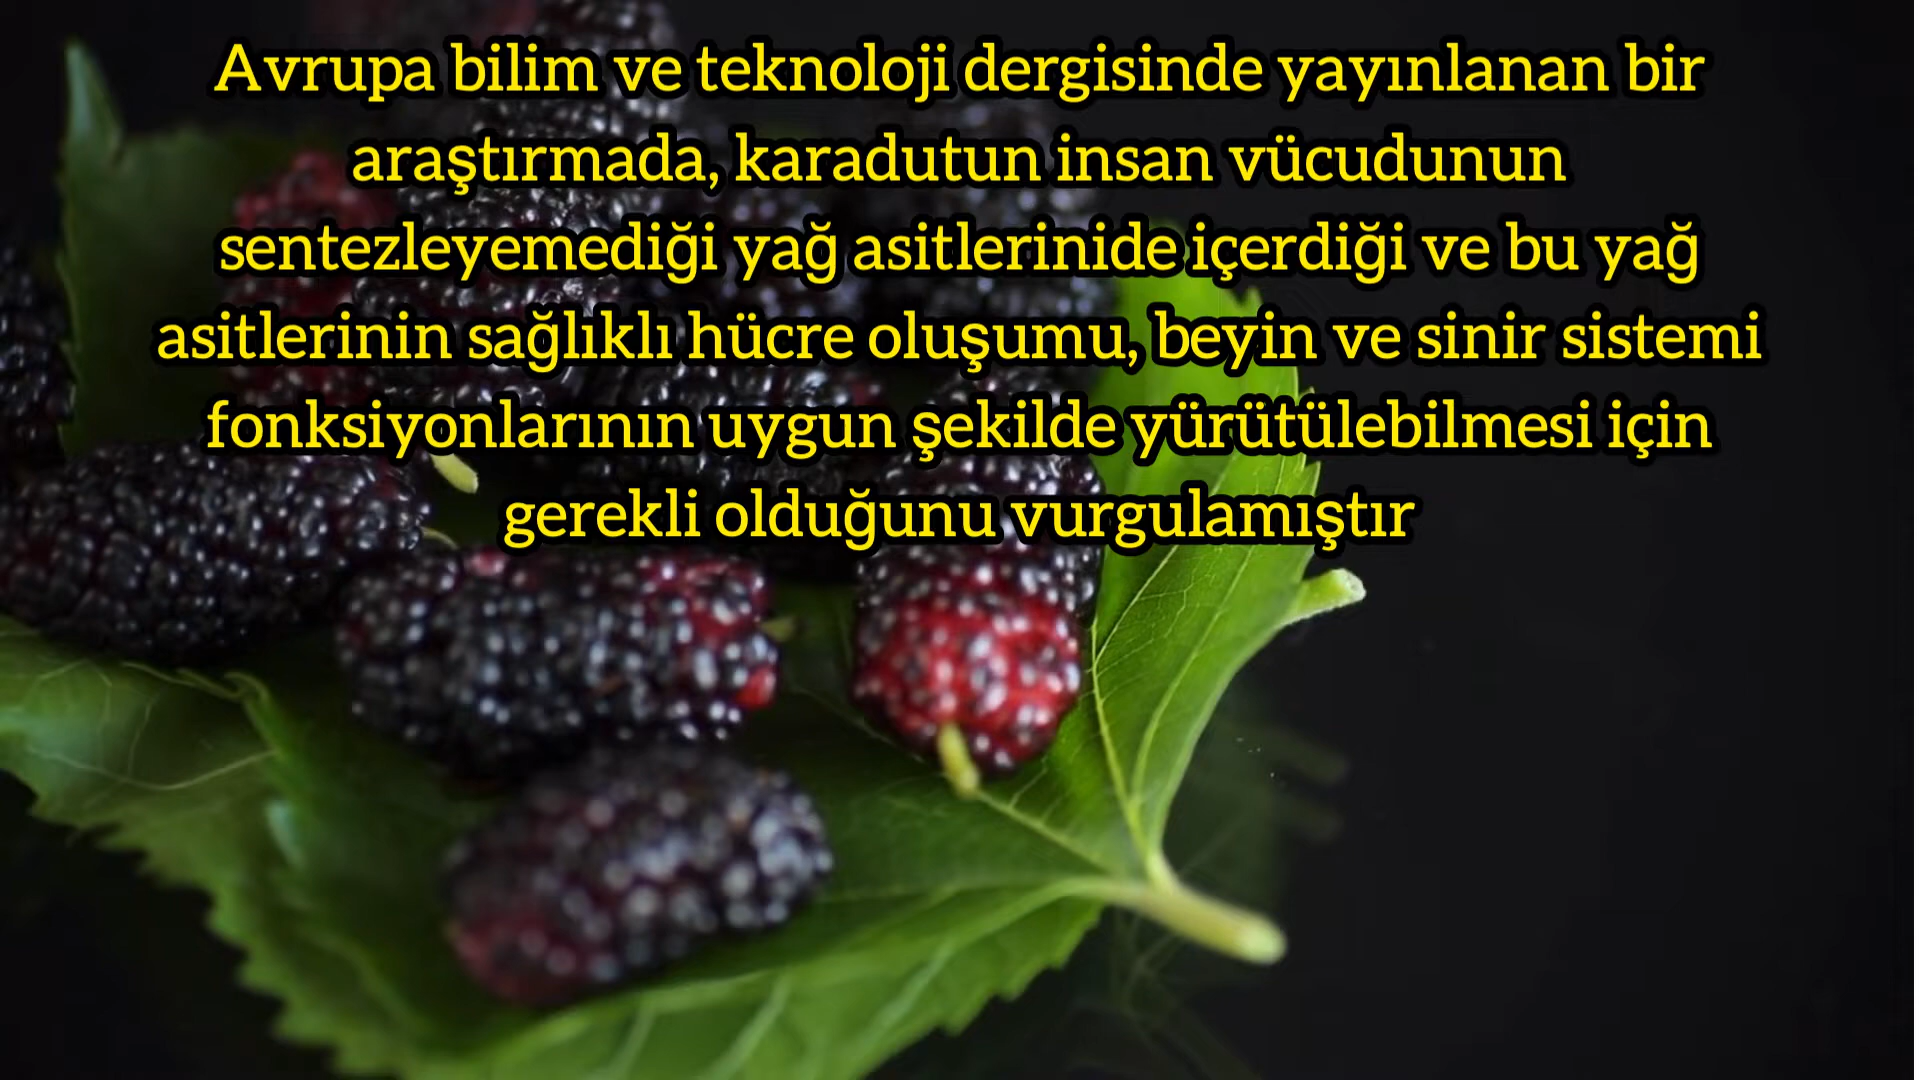 Avrupa bilim ve teknoloji dergisinde yayınlanan bir
araştırmada, karadutun insan vücudunun
sentezleyemediği yağ asitlerinide içerdiği ve bu yağ
asitlerinin sağlıklı hücre oluşumu, beyin ve sinir sistemi
fonksiyonlarının uygun şekilde yürütülebilmesi için
gerekli olduğunu vurgulamıştır